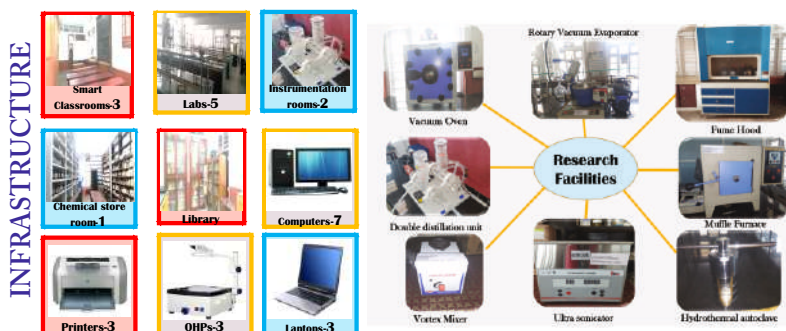 INFRASTRUCTURE
Smart
Classrooms-3
Labs-5
Instrumentation
rooms-2
Chemical store
room-1
Library
Computers-7
Printers-3
OHPs-3
Laptops-3
Rotary Vacuum Evaporator
Vacuum Oven
Fume Hood
Research
Facilities
Double distillation unit
Muffle Furnace
Vortex Mixer
Ultra sonicator
Hydrothermal autoclave